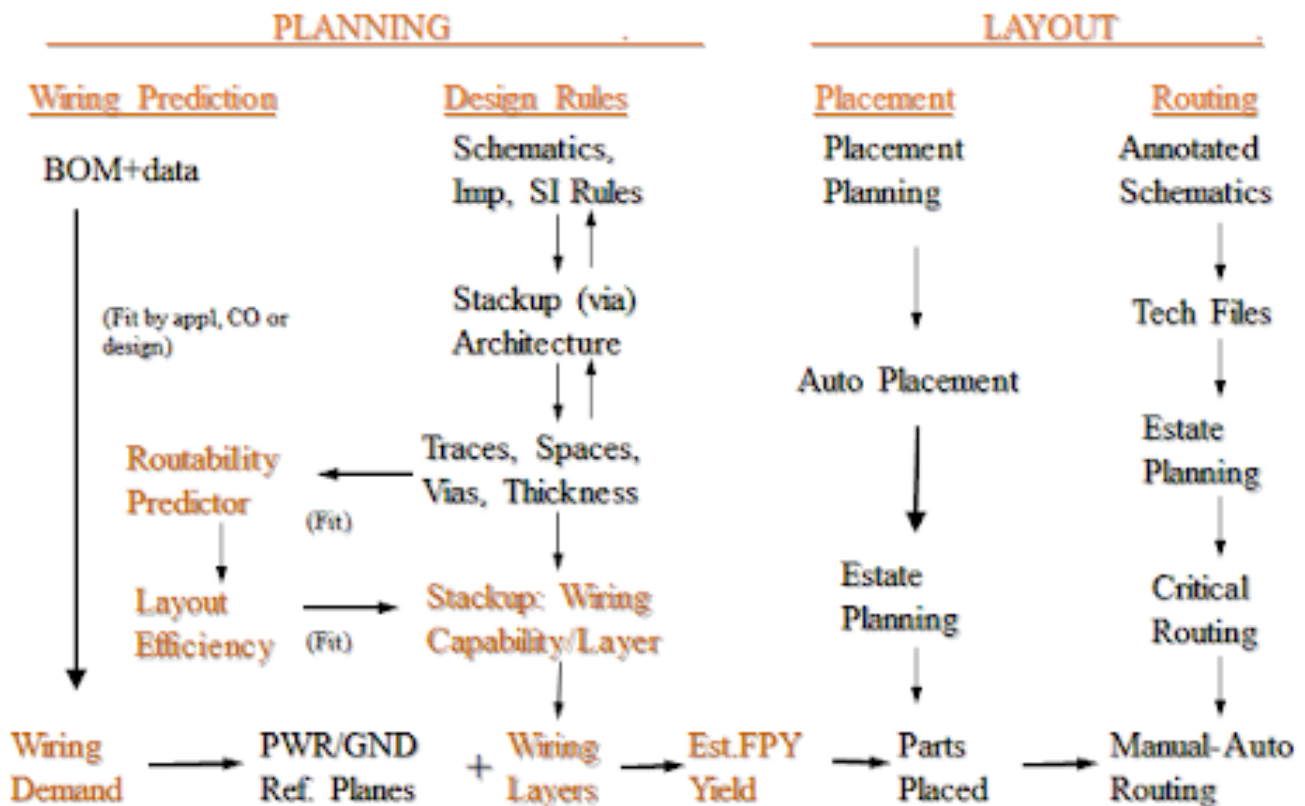 PLANNING .
LAYOUT .
Wiring Prediction
BOM+data
(Fit by appl, CO or
design)
Routability
Predictor
(Fit)
Layout
Efficiency
(Fit)
Wiring
Demand
Design Rules
Schematics,
Imp, SI Rules
Stackup (via)
Architecture
Traces, Spaces,
Vias, Thickness
Stackup: Wiring
Capability/Layer
PWR/GND
Ref. Planes
+
Wiring
Layers
Est.FPY
Yield
Placement
Placement
Planning
Auto Placement
Estate
Planning
Parts
Placed
Routing
Annotated
Schematics
Tech Files
Estate
Planning
Critical
Routing
Manual-Auto
Routing